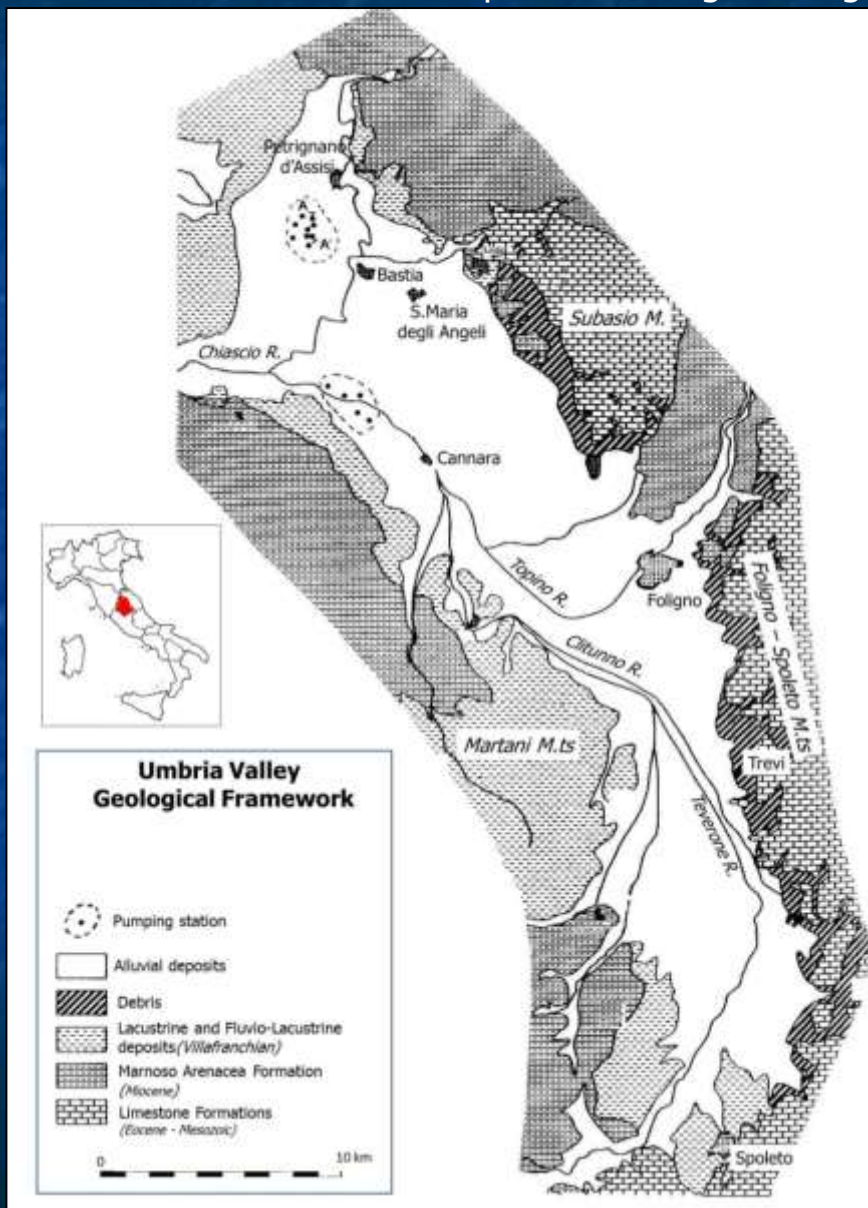 Petrignano
d'Assisi
A
A'
Bastia
S.Maria
degli Angeli
Subasio M.
Chiascio R.
Cannara
Topino R.
Foligno
Foligno – Spoleto M.ts
Clitunno R.
Martani M.ts
Trevi
Teverone R.
Spoleto
Umbria Valley
Geological Framework
Pumping station
Alluvial deposits
Debris
Lacustrine and Fluvio-Lacustrine
deposits(Villafranchian)
Marnoso Arenacea Formation
(Miocene)
Limestone Formations
(Eocene - Mesozoic)
0 10 km